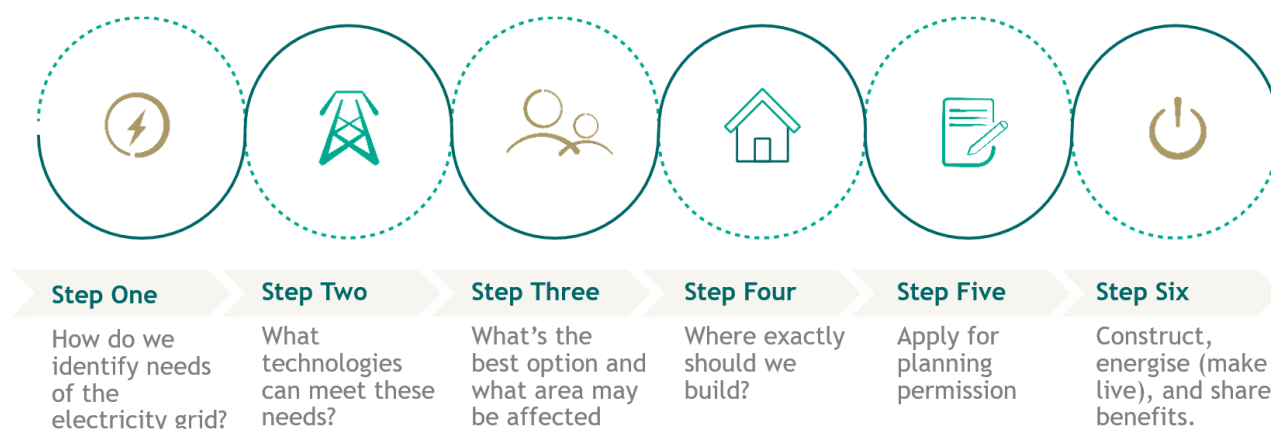 Step One
How do we
identify needs
of the
electricity grid?
Step Two
What
technologies
can meet these
needs?
Step Three
What’s the
best option and
what area may
be affected
Step Four
Where exactly
should we
build?
Step Five
Apply for
planning
permission
Step Six
Construct,
energise (make
live), and share
benefits.